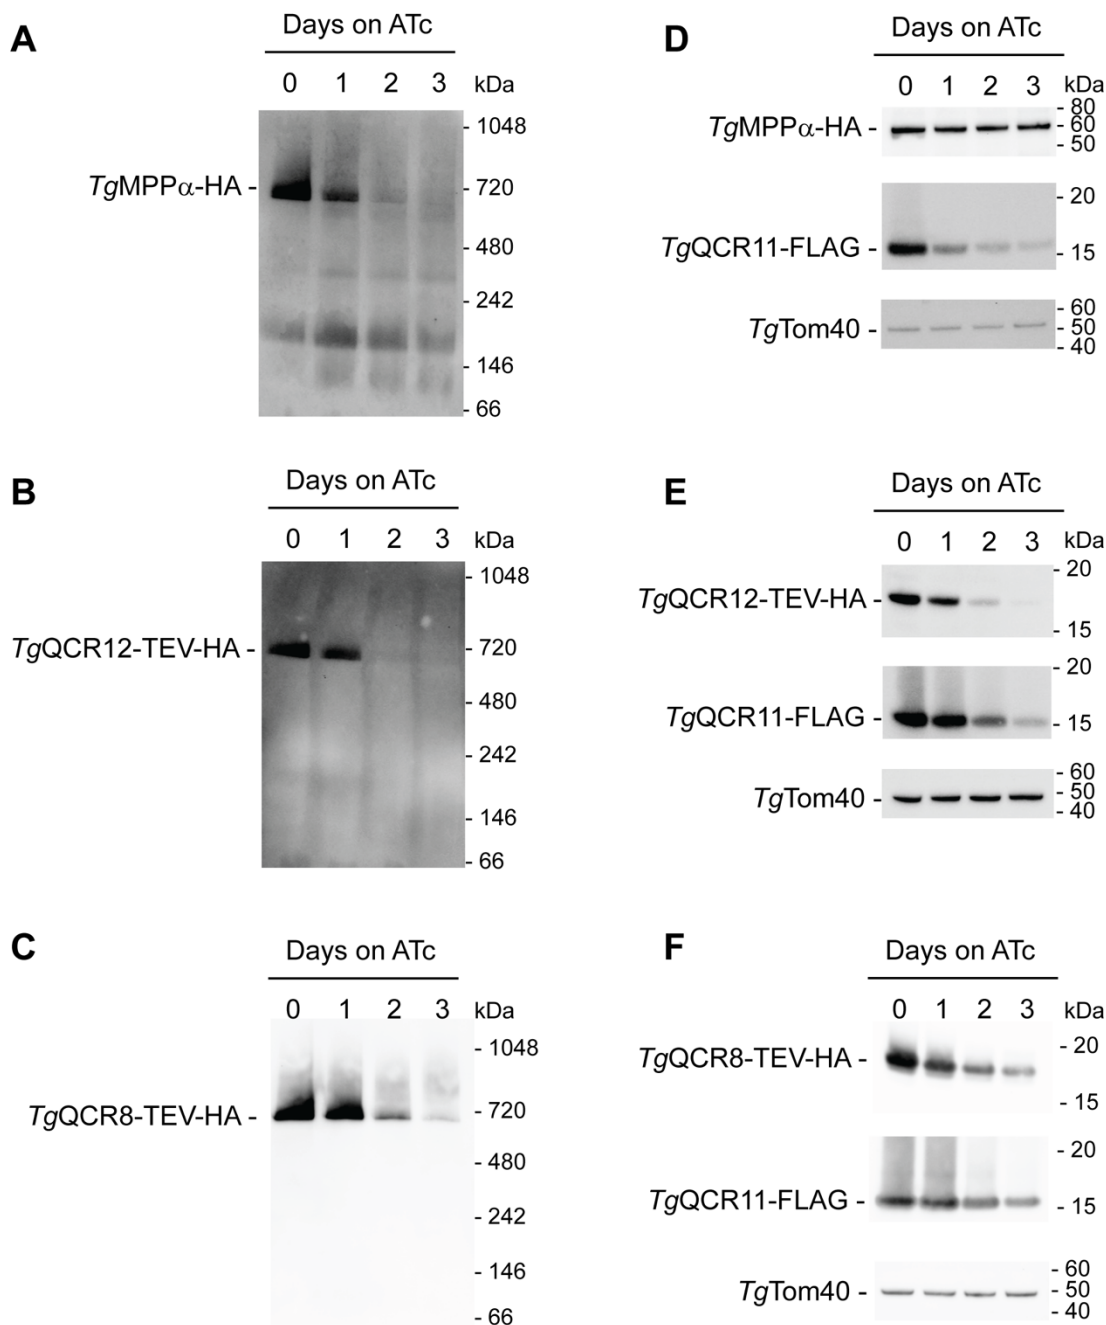 A
Days on ATc
0 1 2 3 kDa
- 1048
TgMPPα-HA - - 720
- 480
- 242
- 146
- 66
B
Days on ATc
0 1 2 3 kDa
- 1048
TgQCR12-TEV-HA - - 720
- 480
- 242
- 146
- 66
C
Days on ATc
0 1 2 3 kDa
- 1048
TgQCR8-TEV-HA - - 720
- 480
- 242
- 146
- 66
D
Days on ATc
0 1 2 3 kDa
- 80
TgMPPα-HA - - 60
- 50
- 20
TgQCR11-FLAG - - 15
- 60
TgTom40 - - 50
- 40
E
Days on ATc
0 1 2 3 kDa
- 20
TgQCR12-TEV-HA -
- 15
- 20
TgQCR11-FLAG - - 15
- 60
TgTom40 - - 50
- 40
F
Days on ATc
0 1 2 3 kDa
- 20
TgQCR8-TEV-HA -
- 15
- 20
TgQCR11-FLAG - - 15
- 60
TgTom40 - - 50
- 40